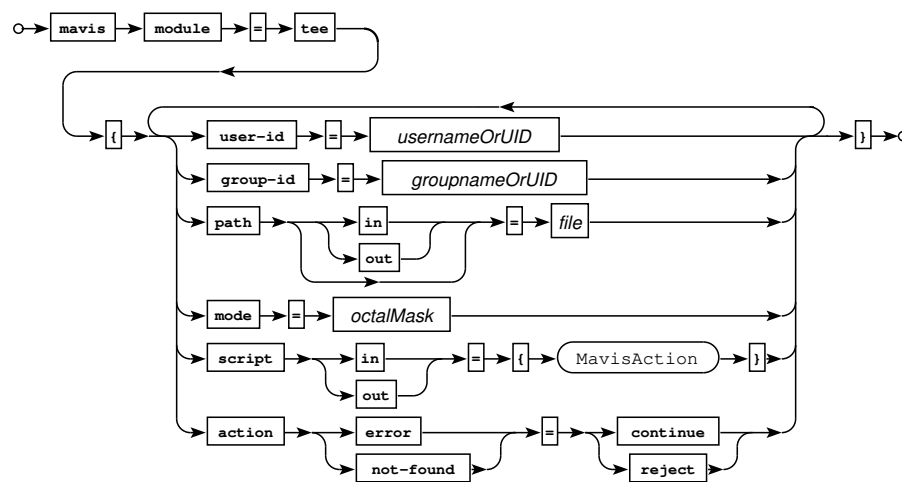 mavis module = tee
{ user-id = usernameOrUID }
group-id = groupnameOrUID
path in = file
out
mode = octalMask
script in = { MavisAction }
out
action error = continue
not-found reject